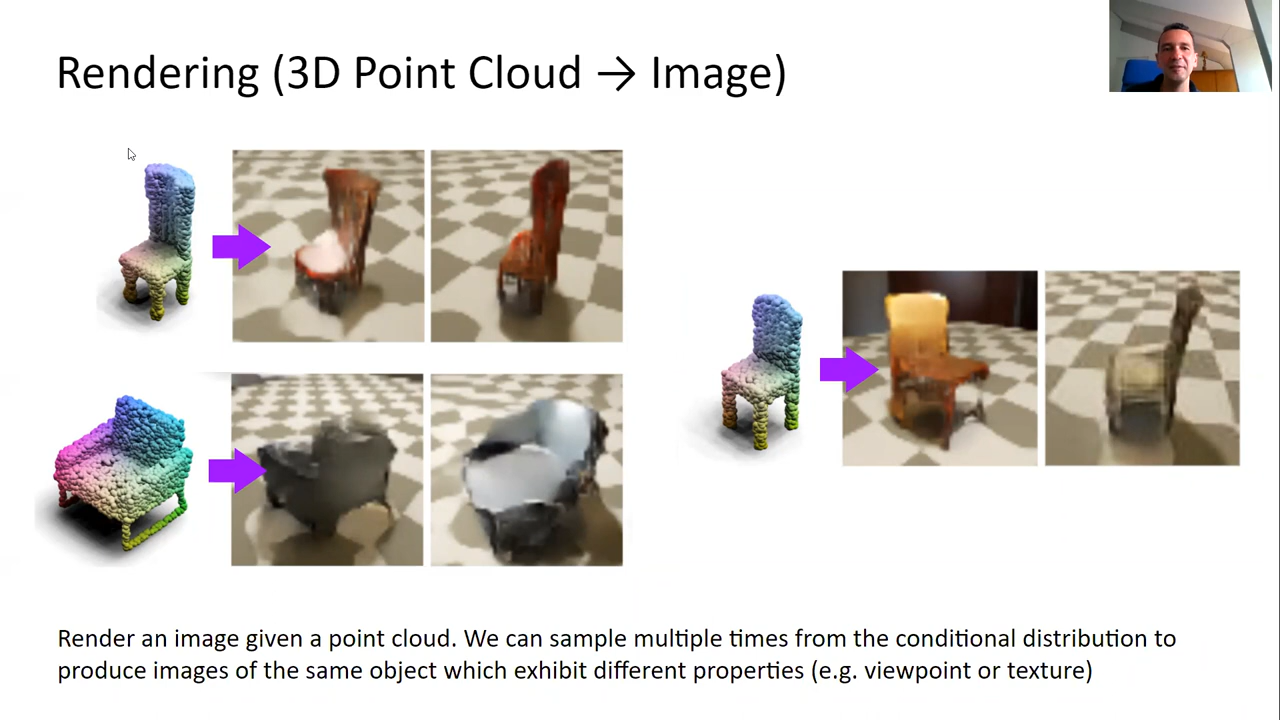 Rendering (3D Point Cloud → Image)
Render an image given a point cloud. We can sample multiple times from the conditional distribution to
produce images of the same object which exhibit different properties (e.g. viewpoint or texture)